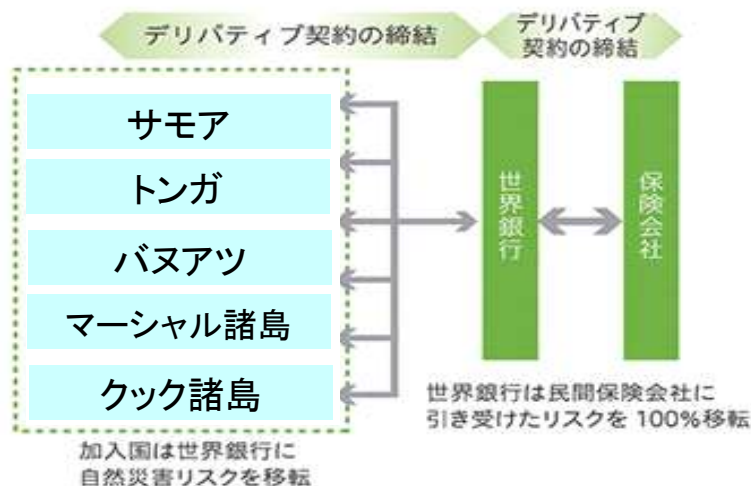 デリバティブ契約の締結
デリバティブ
契約の締結
サモア
トンガ
バヌアツ
マーシャル諸島
クック諸島
世界銀行
保険会社
世界銀行は民間保険会社に
引き受けたリスクを 100%移転
加入国は世界銀行に
自然災害リスクを移転